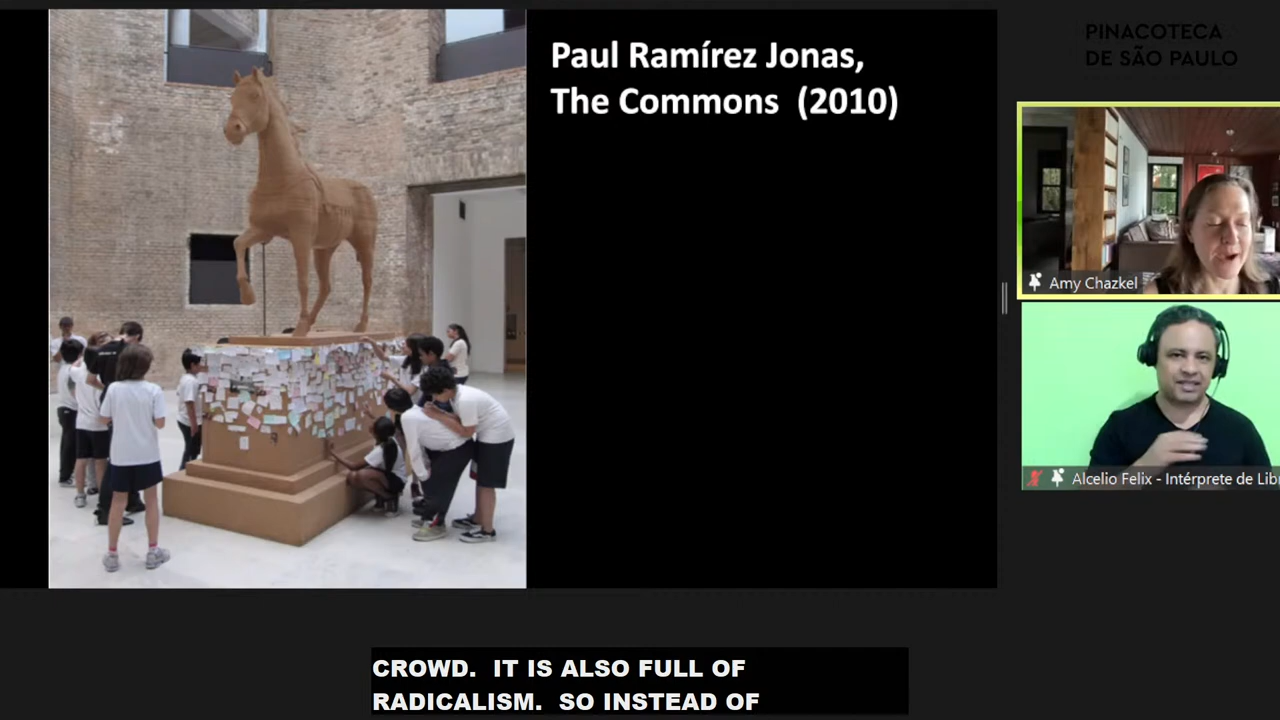 Paul Ramírez Jonas,
The Commons (2010)
PINACOTECA
DE SÃO PAULO
Amy Chazkel
Alcelio Felix - Intérprete de Lib
CROWD. IT IS ALSO FULL OF
RADICALISM. SO INSTEAD OF